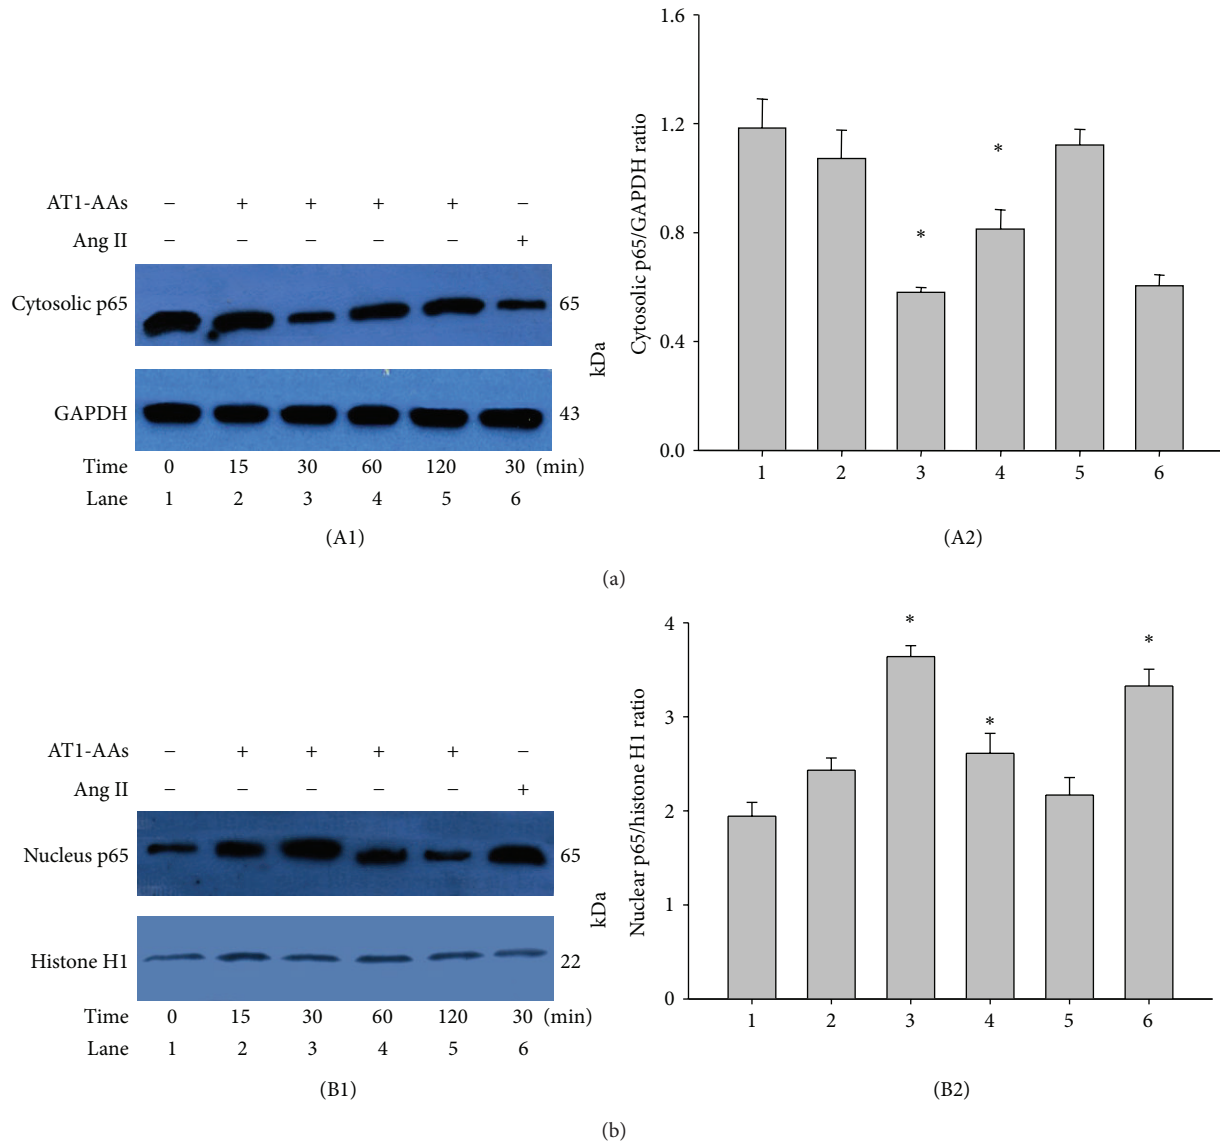 AT1-AAs − + + + + −
Ang II − − − − − +
Cytosolic p65 65
GAPDH 43
kDa
Time 0 15 30 60 120 30 (min)
Lane 1 2 3 4 5 6
(A1)
Cytosolic p65/GAPDH ratio
1.6
1.2
0.8
0.4
0.0
* *
1 2 3 4 5 6
(A2)
(a)
AT1-AAs − + + + + −
Ang II − − − − − +
Nucleus p65 65
Histone H1 22
kDa
Time 0 15 30 60 120 30 (min)
Lane 1 2 3 4 5 6
(B1)
Nuclear p65/histone H1 ratio
4
3
2
1
0
* * *
1 2 3 4 5 6
(B2)
(b)